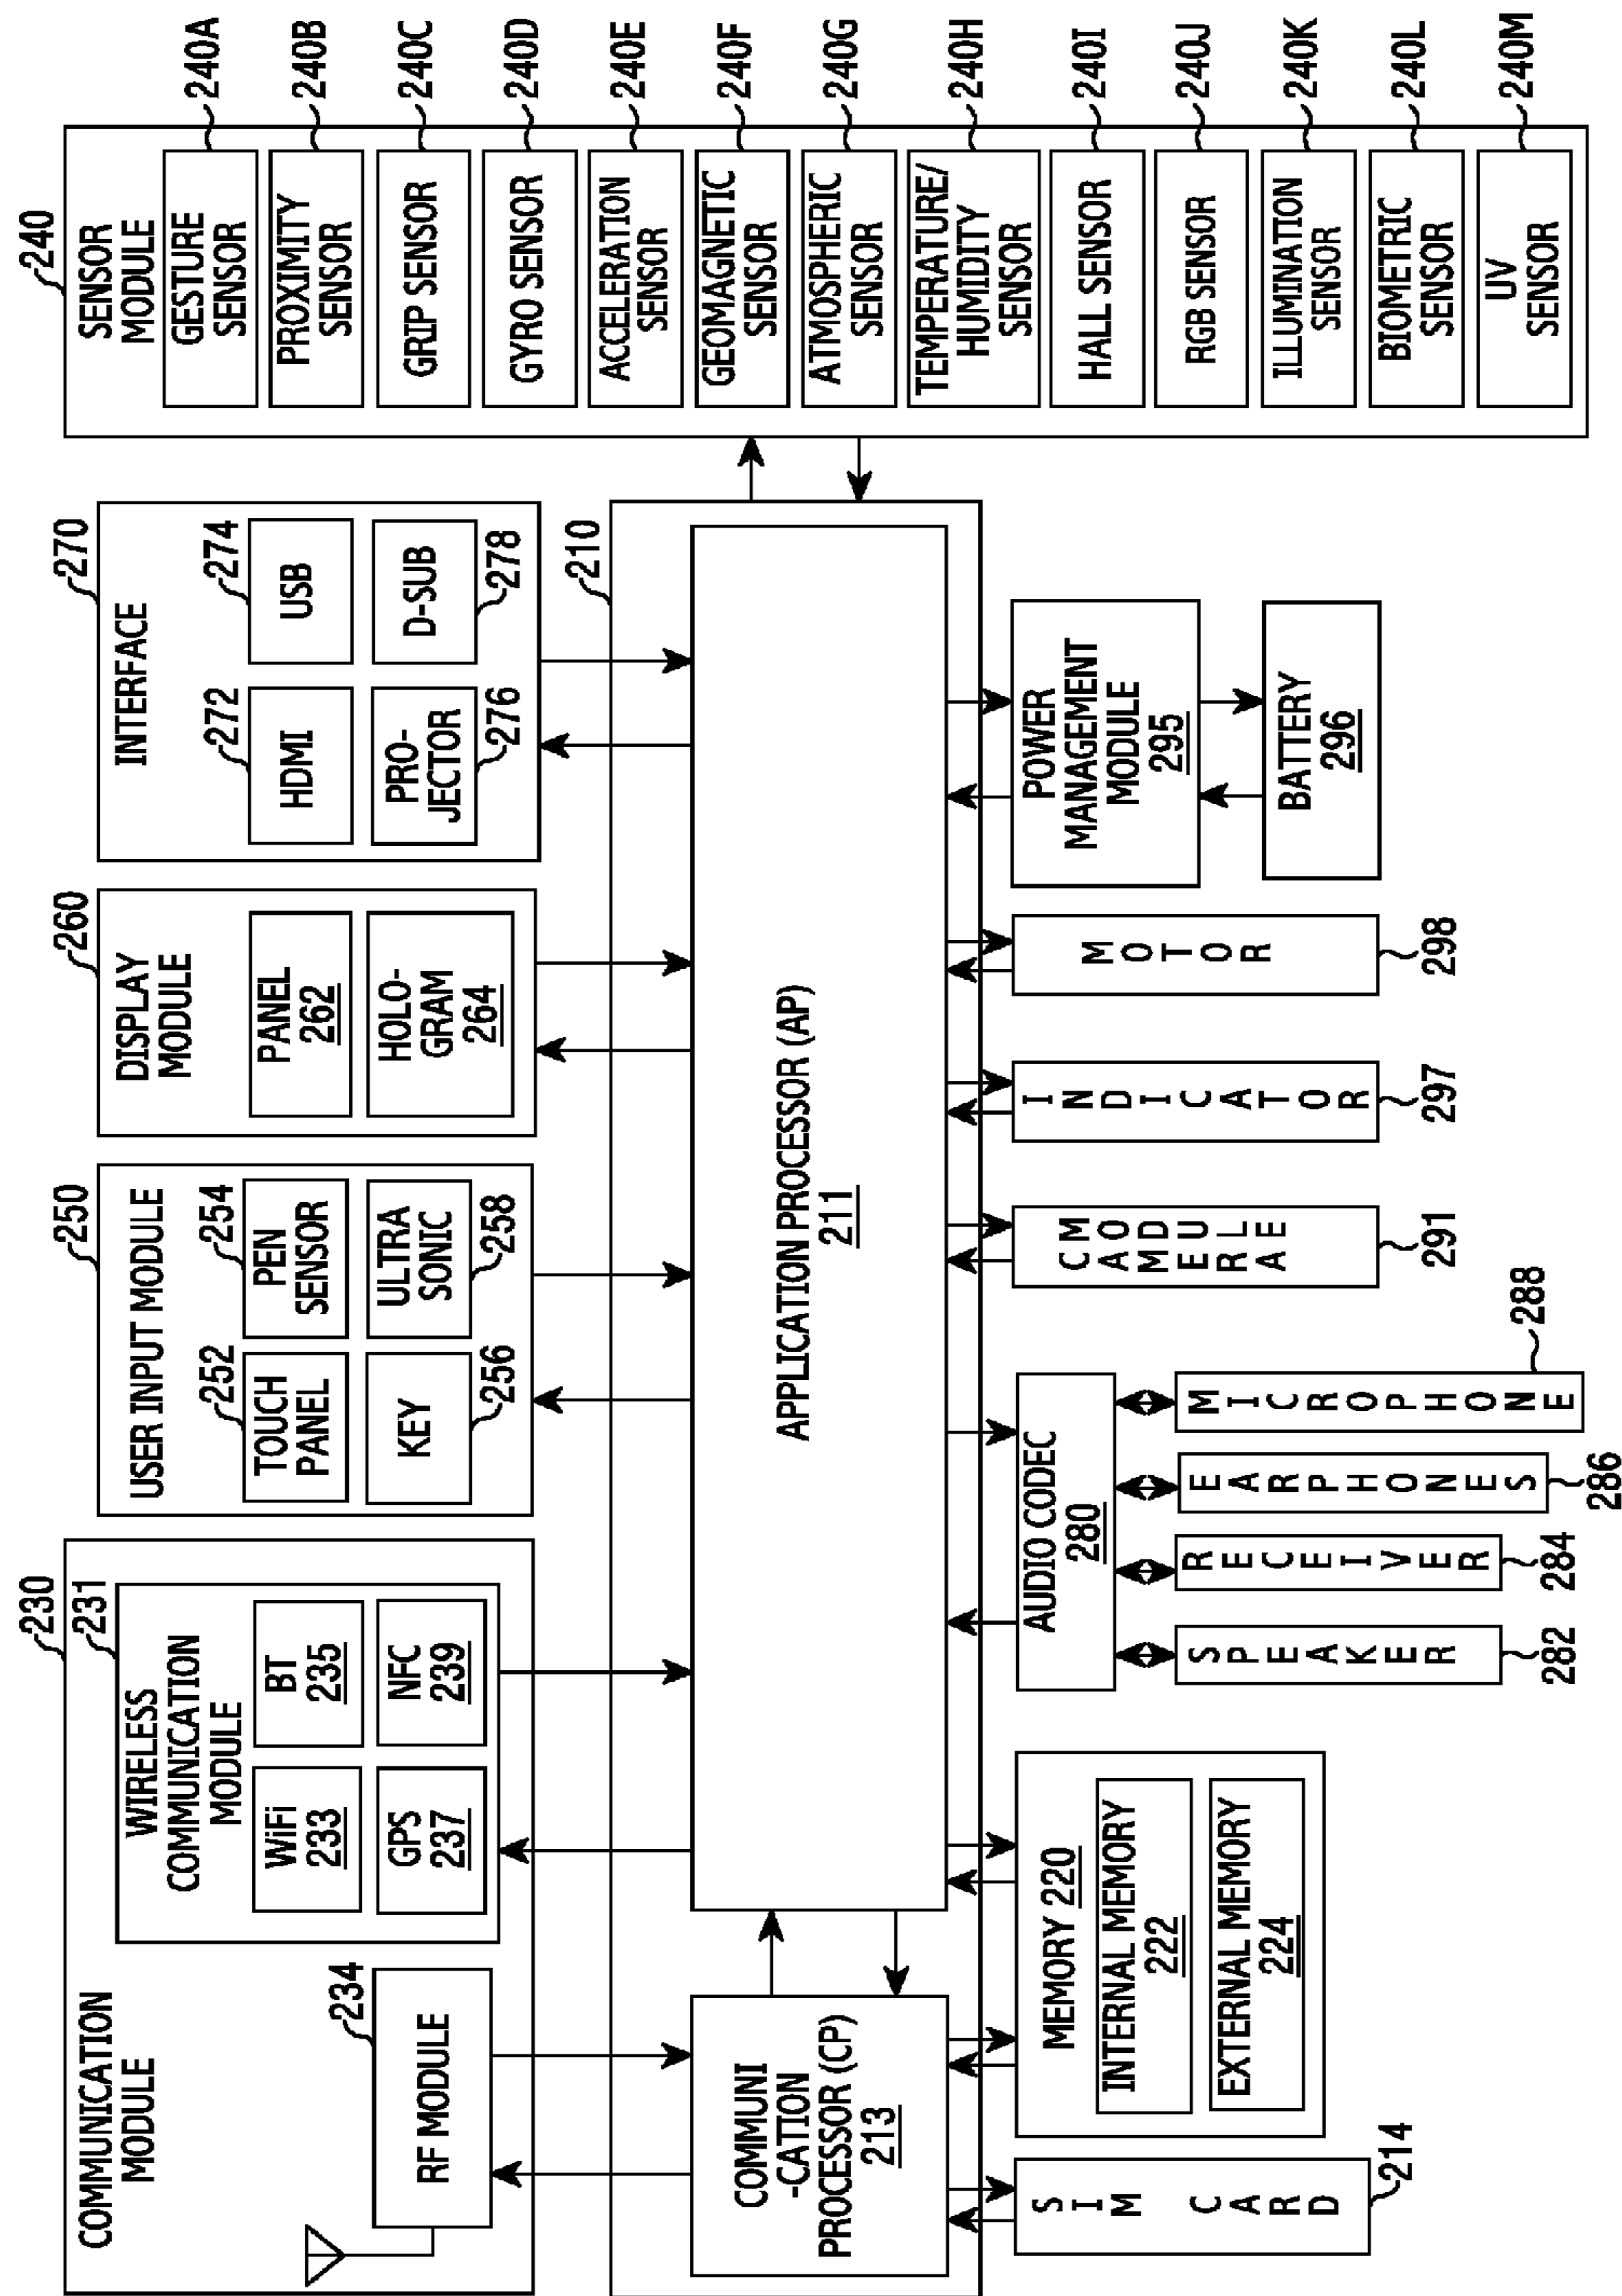 230
COMMUNICATION
MODULE
231
WIRELESS
COMMUNICATION
MODULE
WiFi
233
BT
235
GPS
237
NFC
239
234
RF MODULE
250
USER INPUT MODULE
252
TOUCH
PANEL
254
PEN
SENSOR
KEY
256
ULTRA
SONIC
258
260
DISPLAY
MODULE
PANEL
262
HOLO-
GRAM
264
270
INTERFACE
272
HDMI
274
USB
PRO-
JECTOR
276
D-SUB
278
240
SENSOR
MODULE
GESTURE
SENSOR
240A
PROXIMITY
SENSOR
240B
GRIP SENSOR
240C
GYRO SENSOR
240D
ACCELERATION
SENSOR
240E
GEOMAGNETIC
SENSOR
240F
ATMOSPHERIC
SENSOR
240G
TEMPERATURE/
HUMIDITY
SENSOR
240H
HALL SENSOR
240I
RGB SENSOR
240J
ILLUMINATION
SENSOR
240K
BIOMETRIC
SENSOR
240L
UV
SENSOR
240M
210
COMMUNI
-CATION
PROCESSOR (CP)
213
APPLICATION PROCESSOR (AP)
211
SIM CARD
214
MEMORY 220
INTERNAL MEMORY
222
EXTERNAL MEMORY
224
AUDIO CODEC
280
SPEAKER
282
RECEIVER
284
EARPHONES
286
MICROPHONE
288
CAMERA
MODULE
291
INDICATOR
297
MOTOR
298
POWER
MANAGEMENT
MODULE
295
BATTERY
296